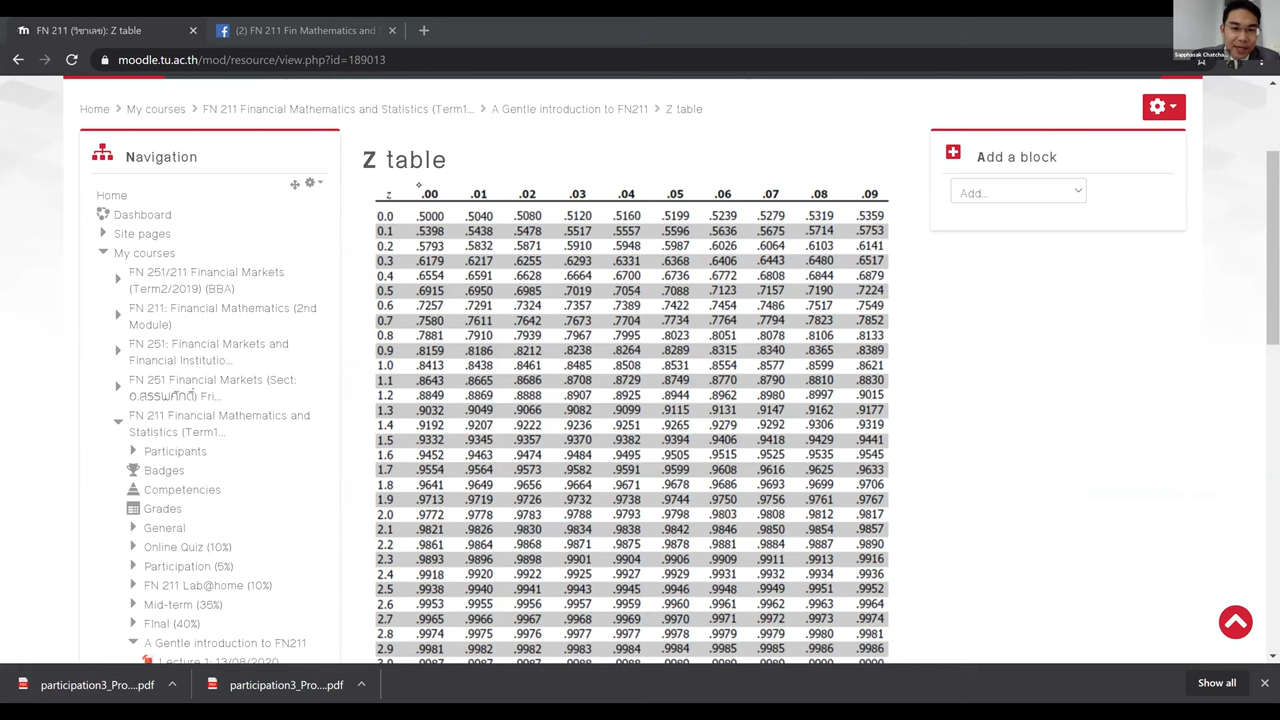 FN 211 (วิชาเลข): Z table
(2) FN 211 Fin Mathematics and
moodle.tu.ac.th/mod/resource/view.php?id=189013
Sapphasak Chatcha...
Home > My courses > FN 211 Financial Mathematics and Statistics (Term1... > A Gentle introduction to FN211 > Z table
Navigation
Home
Dashboard
Site pages
My courses
FN 251/211 Financial Markets
(Term2/2019) (BBA)
FN 211: Financial Mathematics (2nd
Module)
FN 251: Financial Markets and
Financial Institutio...
FN 251 Financial Markets (Sect:
อ.สรรพศักดิ์ Fri...
FN 211 Financial Mathematics and
Statistics (Term1...
Participants
Badges
Competencies
Grades
General
Online Quiz (10%)
Participation (5%)
FN 211 Lab@home (10%)
Mid-term (35%)
FInal (40%)
A Gentle introduction to FN211
Lecture 1: 13/08/2020
Z table
z .00 .01 .02 .03 .04 .05 .06 .07 .08 .09
0.0 .5000 .5040 .5080 .5120 .5160 .5199 .5239 .5279 .5319 .5359
0.1 .5398 .5438 .5478 .5517 .5557 .5596 .5636 .5675 .5714 .5753
0.2 .5793 .5832 .5871 .5910 .5948 .5987 .6026 .6064 .6103 .6141
0.3 .6179 .6217 .6255 .6293 .6331 .6368 .6406 .6443 .6480 .6517
0.4 .6554 .6591 .6628 .6664 .6700 .6736 .6772 .6808 .6844 .6879
0.5 .6915 .6950 .6985 .7019 .7054 .7088 .7123 .7157 .7190 .7224
0.6 .7257 .7291 .7324 .7357 .7389 .7422 .7454 .7486 .7517 .7549
0.7 .7580 .7611 .7642 .7673 .7704 .7734 .7764 .7794 .7823 .7852
0.8 .7881 .7910 .7939 .7967 .7995 .8023 .8051 .8078 .8106 .8133
0.9 .8159 .8186 .8212 .8238 .8264 .8289 .8315 .8340 .8365 .8389
1.0 .8413 .8438 .8461 .8485 .8508 .8531 .8554 .8577 .8599 .8621
1.1 .8643 .8665 .8686 .8708 .8729 .8749 .8770 .8790 .8810 .8830
1.2 .8849 .8869 .8888 .8907 .8925 .8944 .8962 .8980 .8997 .9015
1.3 .9032 .9049 .9066 .9082 .9099 .9115 .9131 .9147 .9162 .9177
1.4 .9192 .9207 .9222 .9236 .9251 .9265 .9279 .9292 .9306 .9319
1.5 .9332 .9345 .9357 .9370 .9382 .9394 .9406 .9418 .9429 .9441
1.6 .9452 .9463 .9474 .9484 .9495 .9505 .9515 .9525 .9535 .9545
1.7 .9554 .9564 .9573 .9582 .9591 .9599 .9608 .9616 .9625 .9633
1.8 .9641 .9649 .9656 .9664 .9671 .9678 .9686 .9693 .9699 .9706
1.9 .9713 .9719 .9726 .9732 .9738 .9744 .9750 .9756 .9761 .9767
2.0 .9772 .9778 .9783 .9788 .9793 .9798 .9803 .9808 .9812 .9817
2.1 .9821 .9826 .9830 .9834 .9838 .9842 .9846 .9850 .9854 .9857
2.2 .9861 .9864 .9868 .9871 .9875 .9878 .9881 .9884 .9887 .9890
2.3 .9893 .9896 .9898 .9901 .9904 .9906 .9909 .9911 .9913 .9916
2.4 .9918 .9920 .9922 .9925 .9927 .9929 .9931 .9932 .9934 .9936
2.5 .9938 .9940 .9941 .9943 .9945 .9946 .9948 .9949 .9951 .9952
2.6 .9953 .9955 .9956 .9957 .9959 .9960 .9961 .9962 .9963 .9964
2.7 .9965 .9966 .9967 .9968 .9969 .9970 .9971 .9972 .9973 .9974
2.8 .9974 .9975 .9976 .9977 .9977 .9978 .9979 .9979 .9980 .9981
2.9 .9981 .9982 .9982 .9983 .9984 .9984 .9985 .9985 .9986 .9986
Add a block
Add...
participation3_Pro....pdf
participation3_Pro....pdf
Show all